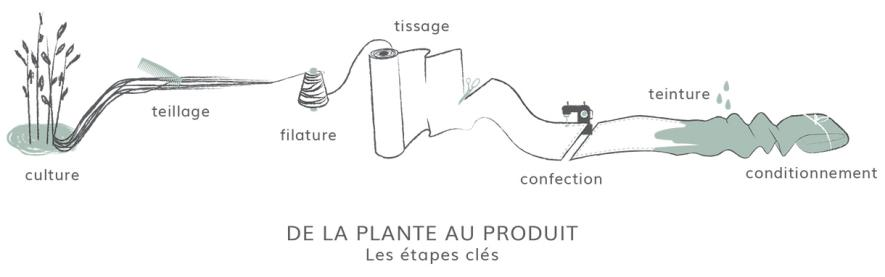 tissage
teillage
teinture
filature
culture
confection
conditionnement
DE LA PLANTE AU PRODUIT
Les étapes clés